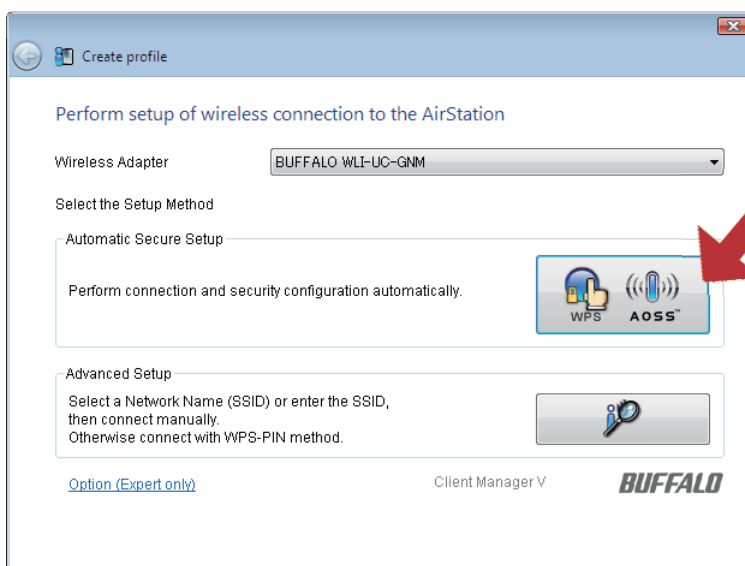 Create profile
Perform setup of wireless connection to the AirStation
Wireless Adapter
BUFFALO WLI-UC-GNM
Select the Setup Method
Automatic Secure Setup
Perform connection and security configuration automatically.
WPS
AOSS™
Advanced Setup
Select a Network Name (SSID) or enter the SSID,
then connect manually.
Otherwise connect with WPS-PIN method.
Option (Expert only)
Client Manager V
BUFFALO